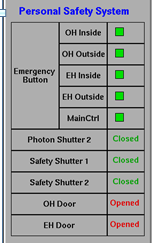 Personal Safety System
Emergency Button
OH Inside
OH Outside
EH Inside
EH Outside
MainCtrl
Photon Shutter 2 Closed
Safety Shutter 1 Closed
Safety Shutter 2 Closed
OH Door Opened
EH Door Opened